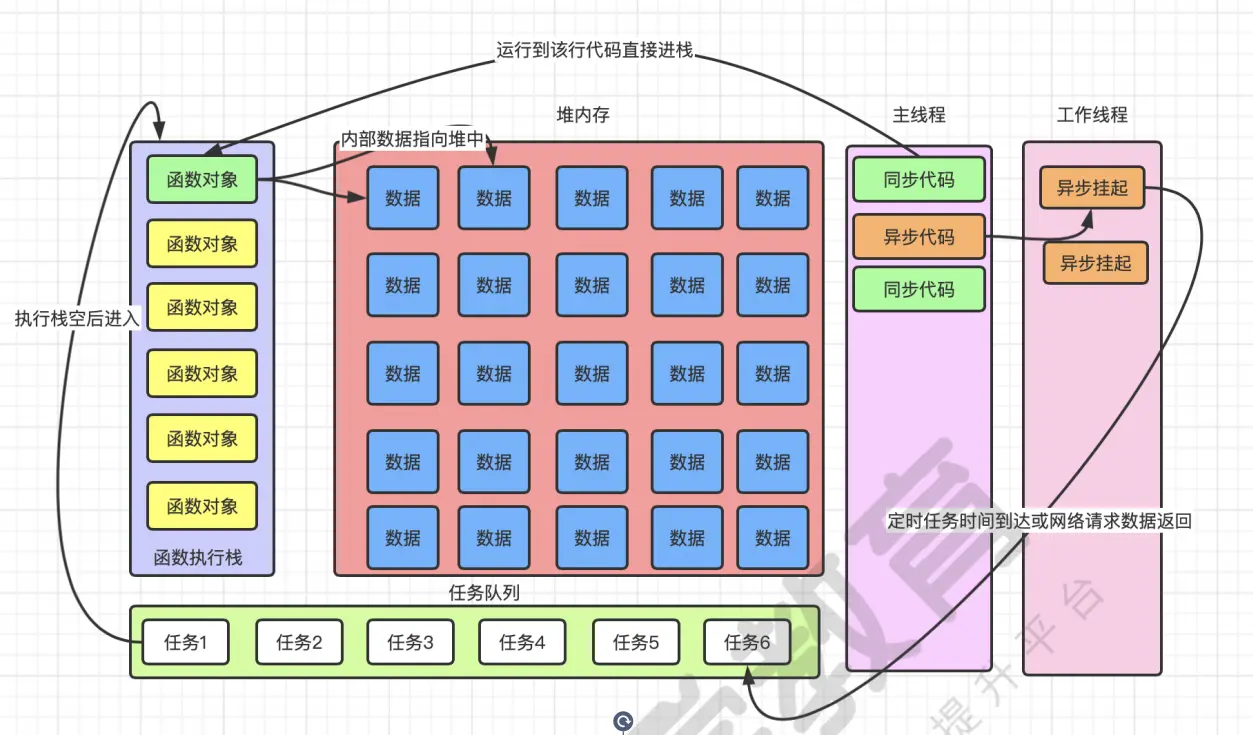 运行到该行代码直接进栈
堆内存
主线程
工作线程
内部数据指向堆中
函数对象
函数对象
函数对象
函数对象
函数对象
函数对象
函数执行栈
执行栈空后进入
数据 数据 数据 数据 数据
数据 数据 数据 数据 数据
数据 数据 数据 数据 数据
数据 数据 数据 数据 数据
数据 数据 数据 数据 数据
同步代码
异步代码
同步代码
异步挂起
异步挂起
定时任务时间到达或网络请求数据返回
任务队列
任务1 任务2 任务3 任务4 任务5 任务6
教育
提升平台